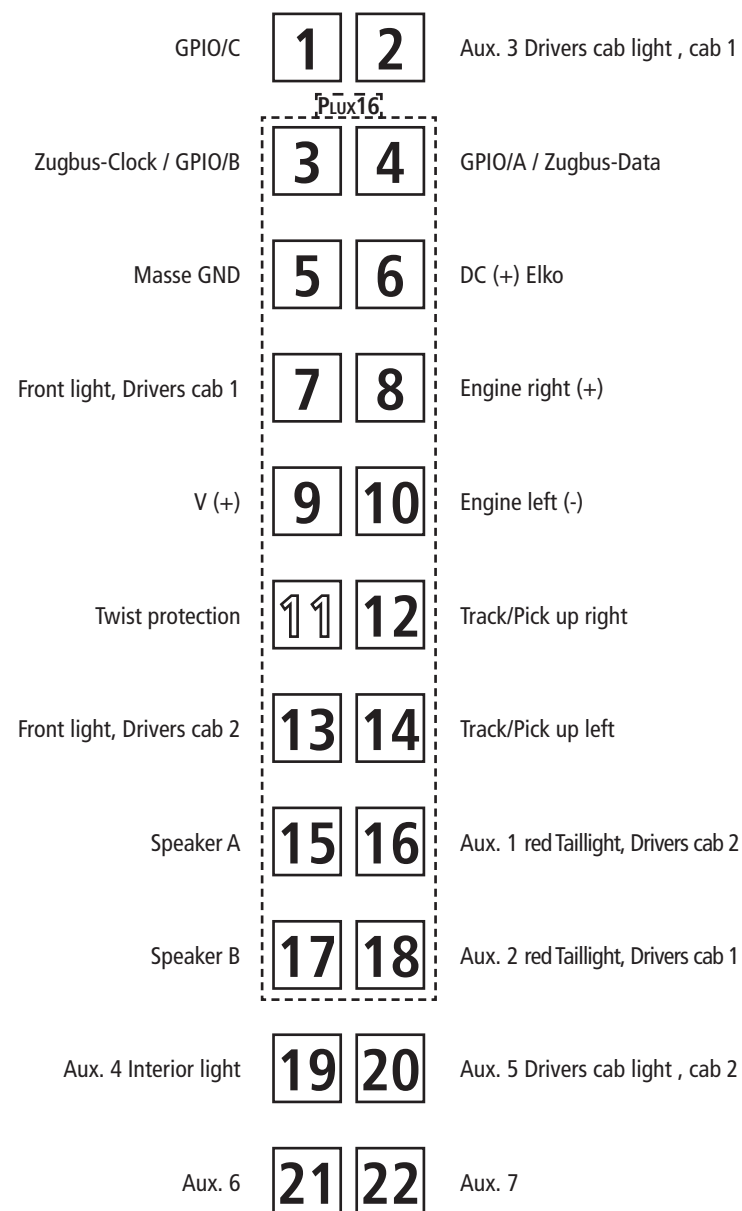 GPIO/C 1 2 Aux. 3 Drivers cab light , cab 1
PLUX16
Zugbus-Clock / GPIO/B 3 4 GPIO/A / Zugbus-Data
Masse GND 5 6 DC (+) Elko
Front light, Drivers cab 1 7 8 Engine right (+)
V (+) 9 10 Engine left (-)
Twist protection 11 12 Track/Pick up right
Front light, Drivers cab 2 13 14 Track/Pick up left
Speaker A 15 16 Aux. 1 red Taillight, Drivers cab 2
Speaker B 17 18 Aux. 2 red Taillight, Drivers cab 1
Aux. 4 Interior light 19 20 Aux. 5 Drivers cab light , cab 2
Aux. 6 21 22 Aux. 7